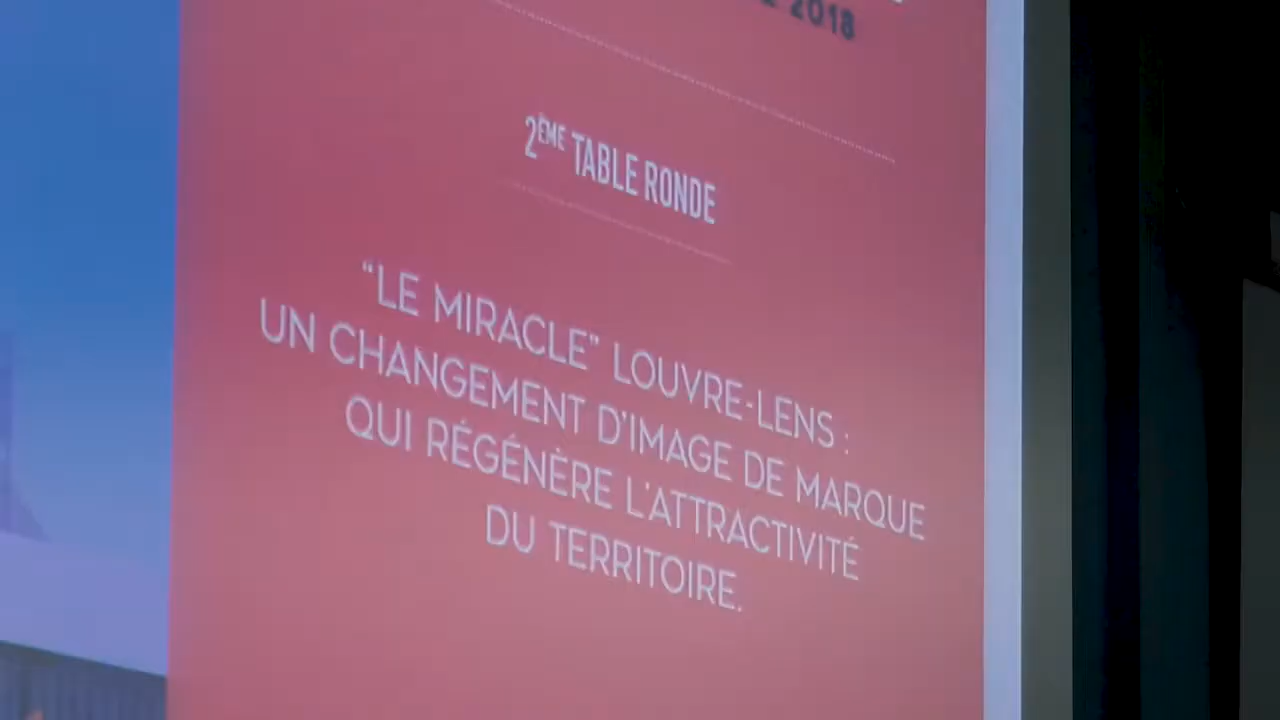 2018
2ÈME TABLE RONDE
“LE MIRACLE” LOUVRE-LENS :
UN CHANGEMENT D'IMAGE DE MARQUE
QUI RÉGÉNÈRE L'ATTRACTIVITÉ
DU TERRITOIRE.